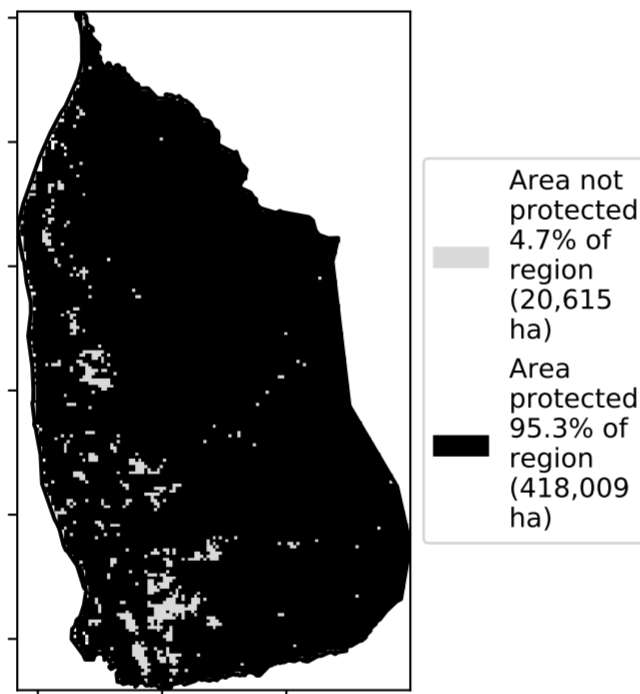 Area not
protected
4.7% of
region
(20,615
ha)
Area
protected
95.3% of
region
(418,009
ha)